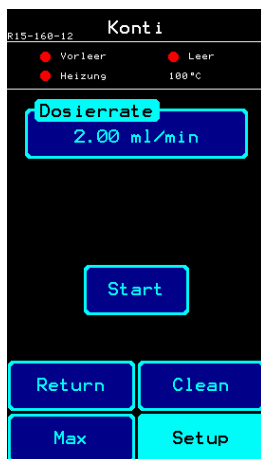 Konti
R15-160-12
Vorleer Leer
Heizung 100°C
Dosierrate
2.00 ml/min
Start
Return Clean
Max Setup